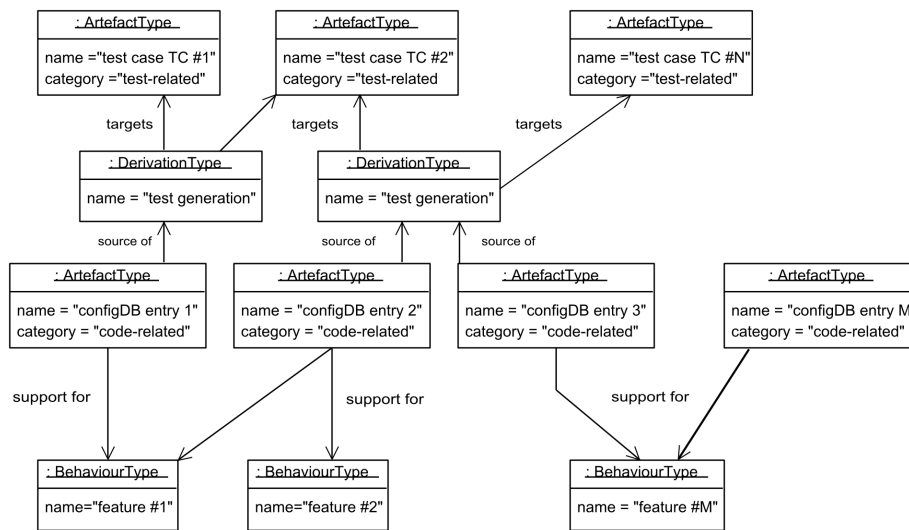 : ArtefactType
name ="test case TC #1"
category ="test-related"
: ArtefactType
name ="test case TC #2"
category ="test-related
: ArtefactType
name ="test case TC #N"
category ="test-related"
targets
targets
targets
: DerivationType
name = "test generation"
: DerivationType
name = "test generation"
source of
source of
source of
: ArtefactType
name = "configDB entry 1"
category = "code-related"
: ArtefactType
name = "configDB entry 2"
category = "code-related"
: ArtefactType
name = "configDB entry 3"
category = "code-related"
: ArtefactType
name = "configDB entry M
category = "code-related"
support for
support for
support for
: BehaviourType
name="feature #1"
: BehaviourType
name="feature #2"
: BehaviourType
name = "feature #M"